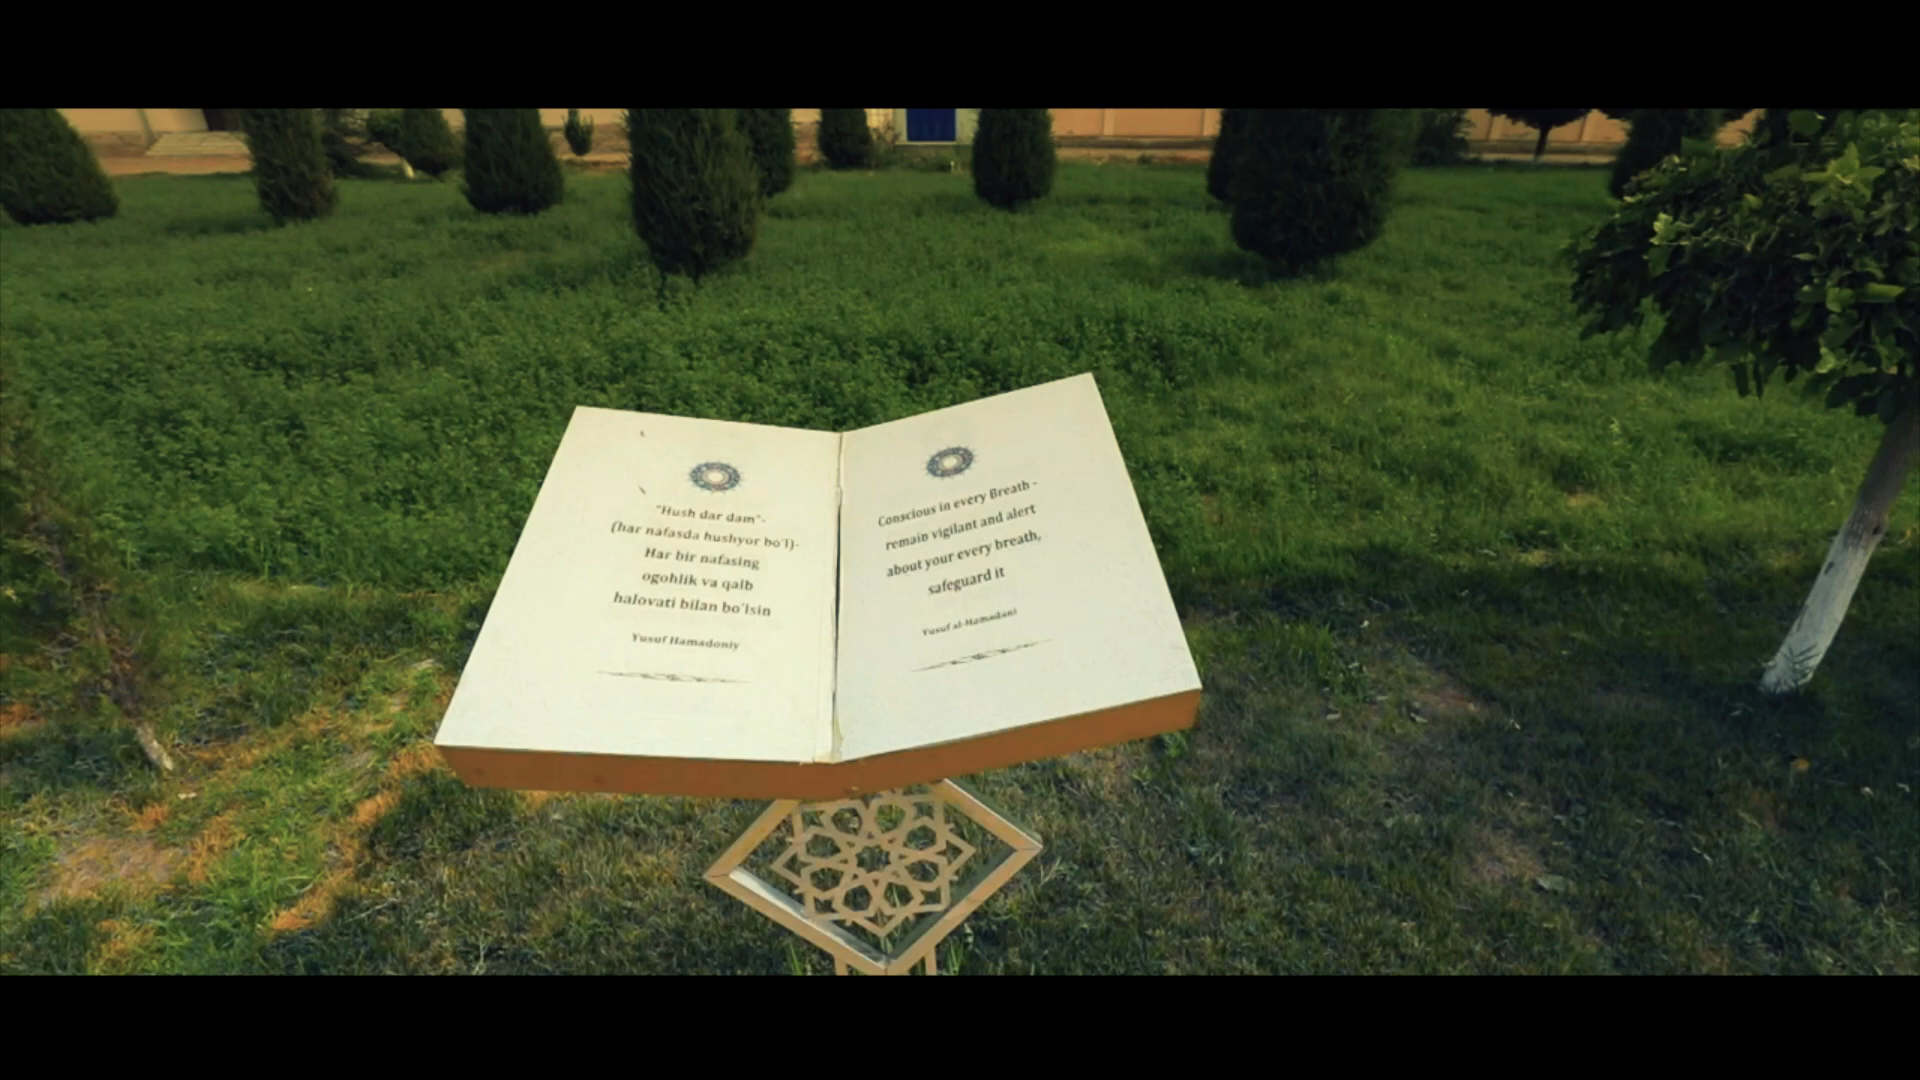 "Hush dar dam"-
(har nafasda hushyor bo'l)-
Har bir nafasing
ogohlik va qalb
halovati bilan bo'lsin
Yusuf Hamadoniy
Conscious in every Breath -
remain vigilant and alert
about your every breath,
safeguard it
Yusuf al-Hamadani